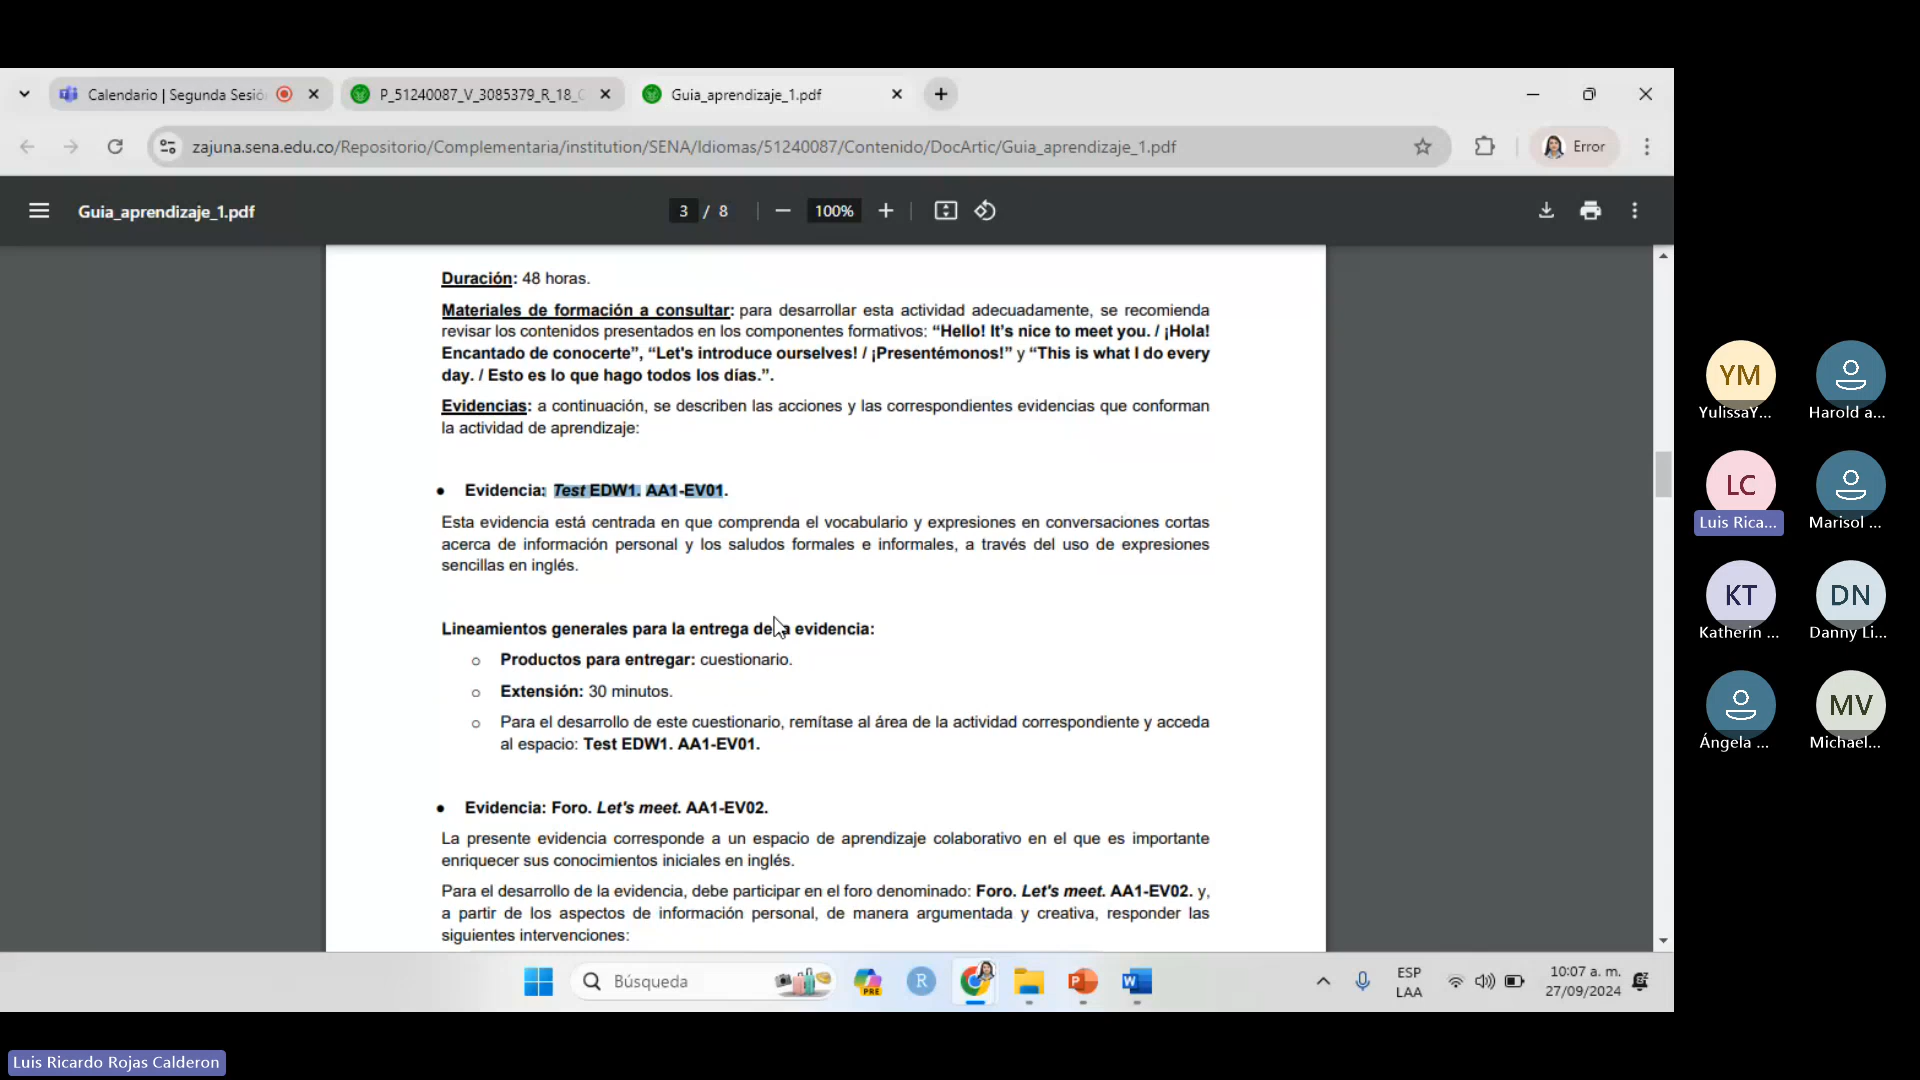 Calendario | Segunda Sesió
P_51240087_V_3085379_R_18_
Guia_aprendizaje_1.pdf
zajuna.sena.edu.co/Repositorio/Complementaria/institution/SENA/Idiomas/51240087/Contenido/DocArtic/Guia_aprendizaje_1.pdf
Error
Guia_aprendizaje_1.pdf
3 / 8
100%
Duración: 48 horas.
Materiales de formación a consultar: para desarrollar esta actividad adecuadamente, se recomienda
revisar los contenidos presentados en los componentes formativos: “Hello! It’s nice to meet you. / ¡Hola!
Encantado de conocerte”, “Let's introduce ourselves! / ¡Presentémonos!” y “This is what I do every
day. / Esto es lo que hago todos los días.”.
Evidencias: a continuación, se describen las acciones y las correspondientes evidencias que conforman
la actividad de aprendizaje:
● Evidencia: Test EDW1. AA1-EV01.
Esta evidencia está centrada en que comprenda el vocabulario y expresiones en conversaciones cortas
acerca de información personal y los saludos formales e informales, a través del uso de expresiones
sencillas en inglés.
Lineamientos generales para la entrega de la evidencia:
o Productos para entregar: cuestionario.
o Extensión: 30 minutos.
o Para el desarrollo de este cuestionario, remítase al área de la actividad correspondiente y acceda
al espacio: Test EDW1. AA1-EV01.
● Evidencia: Foro. Let's meet. AA1-EV02.
La presente evidencia corresponde a un espacio de aprendizaje colaborativo en el que es importante
enriquecer sus conocimientos iniciales en inglés.
Para el desarrollo de la evidencia, debe participar en el foro denominado: Foro. Let's meet. AA1-EV02. y,
a partir de los aspectos de información personal, de manera argumentada y creativa, responder las
siguientes intervenciones:
YM
YulissaY...
Harold a...
LC
Luis Rica...
Marisol ...
KT
Katherin ...
DN
Danny Li...
Ángela ...
MV
Michael...
Búsqueda
PRE
R
P
W
ESP
LAA
10:07 a. m.
27/09/2024
Luis Ricardo Rojas Calderon